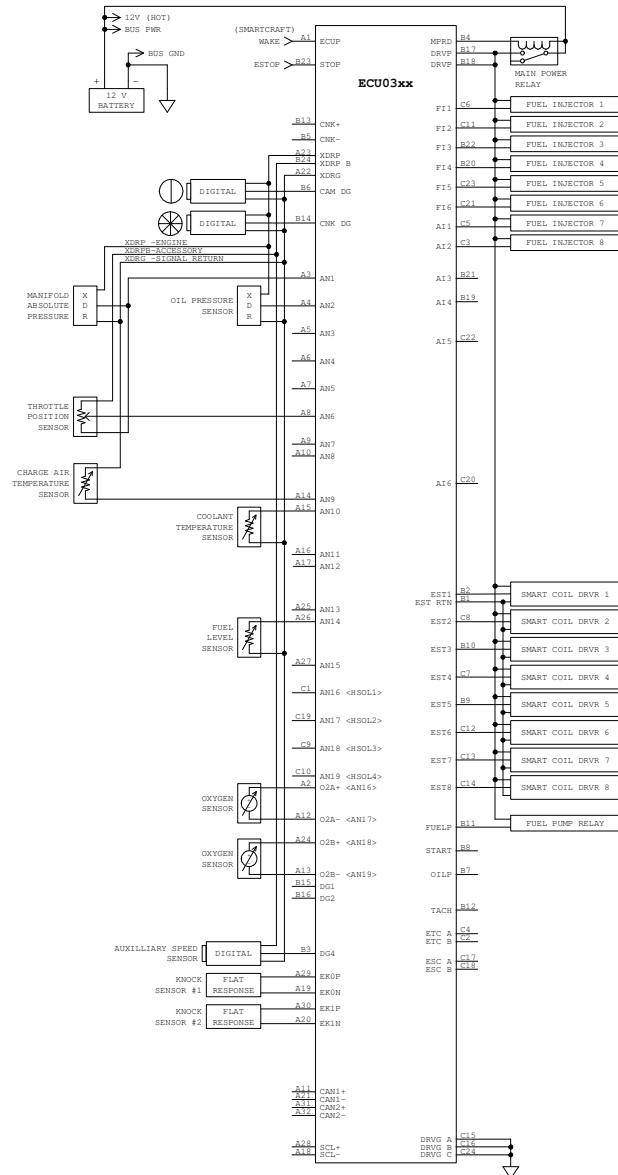 12V (HOT)
BUS PWR
BUS GND
+ −
12 V
BATTERY
(SMARTCRAFT)
WAKE A1 ECUP
ESTOP B23 STOP
ECU03xx
MPRD B4
DRVP B17
DRVP B18
MAIN POWER
RELAY
B13 CNK+
B5 CNK-
A23 XDRP
B24 XDRP B
A22 XDRG
DIGITAL B6 CAM DG
DIGITAL B14 CNK DG
XDRP -ENGINE
XDRPB-ACCESSORY
XDRG -SIGNAL RETURN
FI1 C6 FUEL INJECTOR 1
FI2 C11 FUEL INJECTOR 2
FI3 B22 FUEL INJECTOR 3
FI4 B20 FUEL INJECTOR 4
FI5 C23 FUEL INJECTOR 5
FI6 C21 FUEL INJECTOR 6
AI1 C5 FUEL INJECTOR 7
AI2 C3 FUEL INJECTOR 8
AI3 B21
AI4 B19
AI5 C22
AI6 C20
MANIFOLD
ABSOLUTE
PRESSURE
X
D
R
OIL PRESSURE
SENSOR
X
D
R
A3 AN1
A4 AN2
A5 AN3
A6 AN4
A7 AN5
THROTTLE
POSITION
SENSOR
A8 AN6
A9 AN7
A10 AN8
CHARGE AIR
TEMPERATURE
SENSOR
A14 AN9
A15 AN10
COOLANT
TEMPERATURE
SENSOR
A16 AN11
A17 AN12
A25 AN13
A26 AN14
FUEL
LEVEL
SENSOR
A27 AN15
C1 AN16 <HSOL1>
C19 AN17 <HSOL2>
C9 AN18 <HSOL3>
C10 AN19 <HSOL4>
EST1 B2 SMART COIL DRVR 1
EST RTN B1
EST2 C8 SMART COIL DRVR 2
EST3 B10 SMART COIL DRVR 3
EST4 C7 SMART COIL DRVR 4
EST5 B9 SMART COIL DRVR 5
EST6 C12 SMART COIL DRVR 6
EST7 C13 SMART COIL DRVR 7
EST8 C14 SMART COIL DRVR 8
FUELP B11 FUEL PUMP RELAY
START B8
OILP B7
TACH B12
ETC A C4
ETC B C2
ESC A C17
ESC B C18
OXYGEN
SENSOR
A2 O2A+ <AN16>
A12 O2A- <AN17>
OXYGEN
SENSOR
A24 O2B+ <AN18>
A13 O2B- <AN19>
B15 DG1
B16 DG2
AUXILLIARY SPEED
SENSOR
DIGITAL B3 DG4
KNOCK
SENSOR #1
FLAT
RESPONSE
A29 EK0P
A19 EK0N
KNOCK
SENSOR #2
FLAT
RESPONSE
A30 EK1P
A20 EK1N
A11 CAN1+
A21 CAN1-
A31 CAN2+
A32 CAN2-
A28 SCL+
A18 SCL-
DRVG A C15
DRVG B C16
DRVG C C24